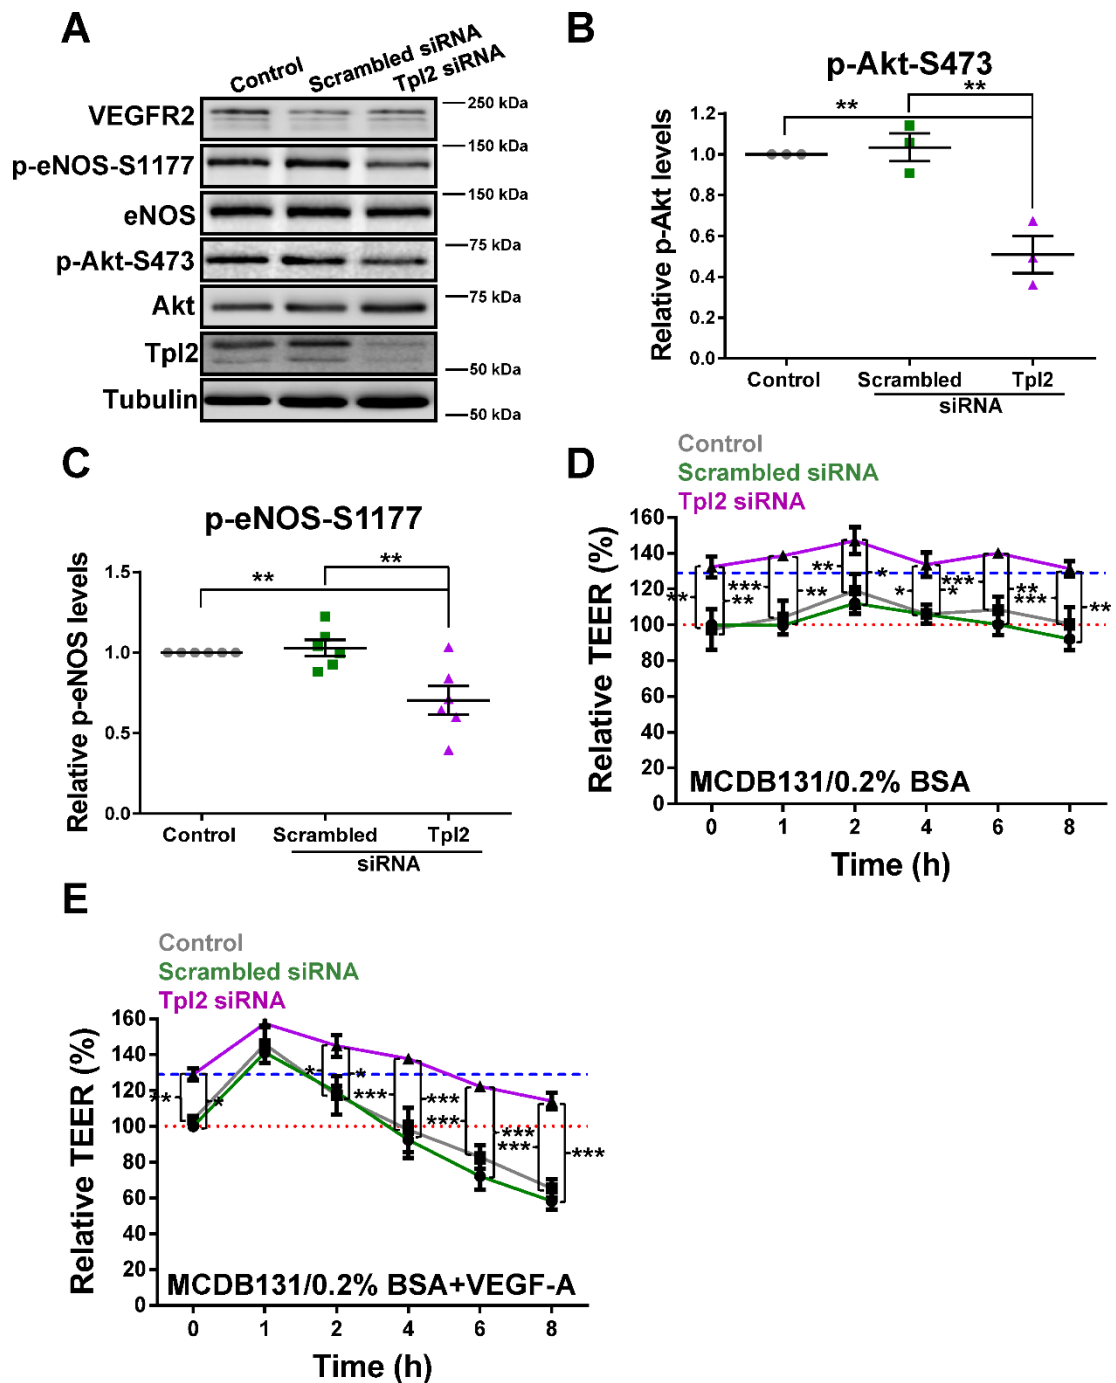 A
Control
Scrambled siRNA
Tpl2 siRNA
VEGFR2
250 kDa
150 kDa
p-eNOS-S1177
150 kDa
eNOS
75 kDa
p-Akt-S473
75 kDa
Akt
Tpl2
50 kDa
Tubulin
50 kDa
B
p-Akt-S473
**
**
Relative p-Akt levels
1.2
1.0
0.8
0.6
0.4
0.2
0.0
Control
Scrambled
Tpl2
siRNA
C
p-eNOS-S1177
**
**
Relative p-eNOS levels
1.5
1.0
0.5
0.0
Control
Scrambled
Tpl2
siRNA
D
Control
Scrambled siRNA
Tpl2 siRNA
Relative TEER (%)
160
140
120
100
80
60
40
20
0
**
***
**
**
**
*
*
*
***
**
***
**
MCDB131/0.2% BSA
0 1 2 4 6 8
Time (h)
E
Control
Scrambled siRNA
Tpl2 siRNA
Relative TEER (%)
160
140
120
100
80
60
40
20
0
**
*
*
*
***
***
***
***
***
***
MCDB131/0.2% BSA+VEGF-A
0 1 2 4 6 8
Time (h)